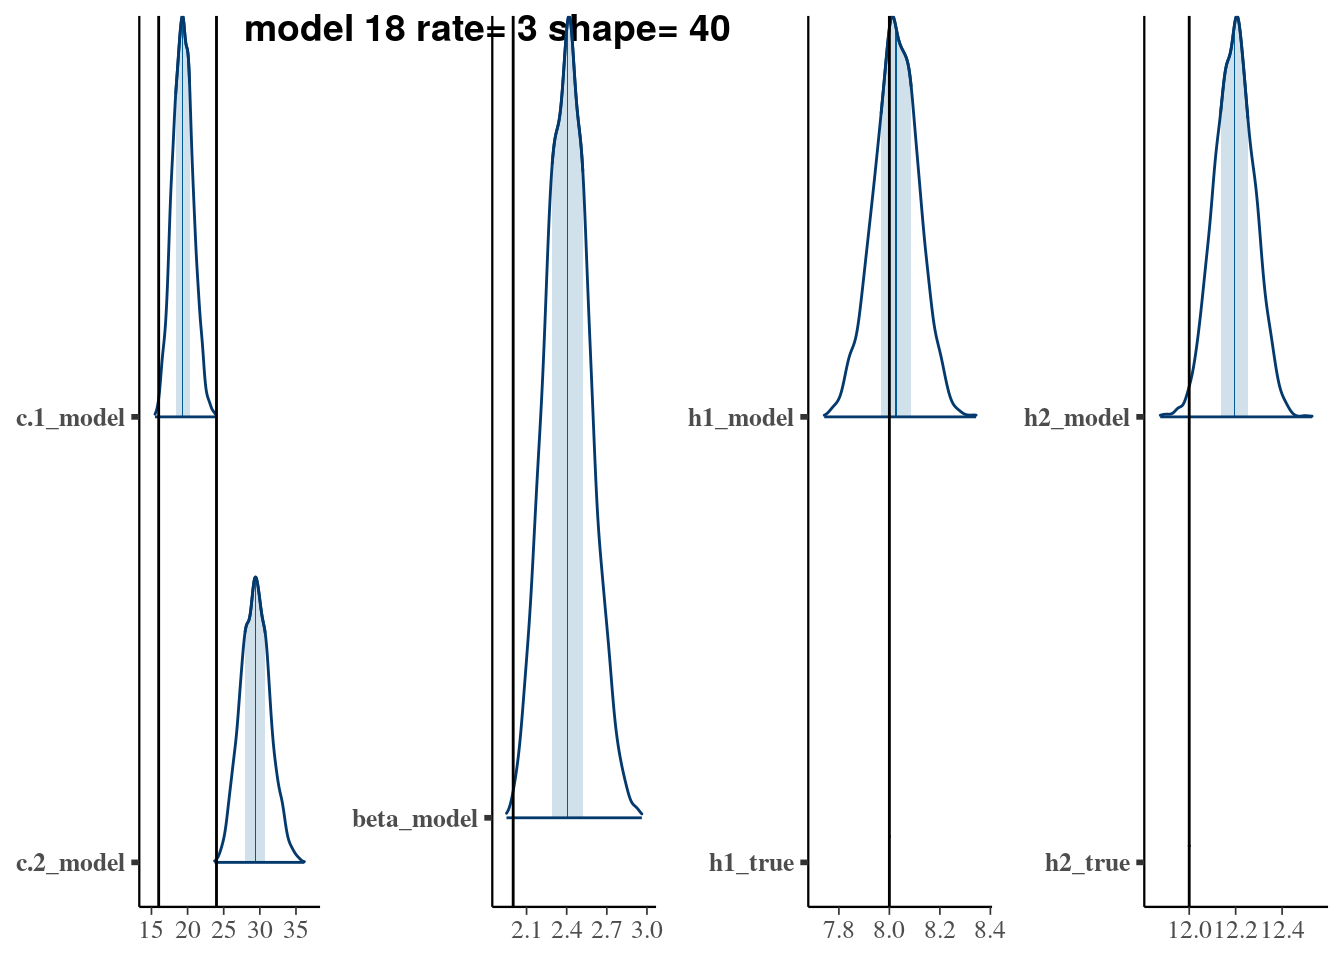 model 18 rate= 3 shape= 40
c.1_model
c.2_model
15 20 25 30 35
beta_model
2.1 2.4 2.7 3.0
h1_model
h1_true
7.8 8.0 8.2 8.4
h2_model
h2_true
12.0 12.2 12.4